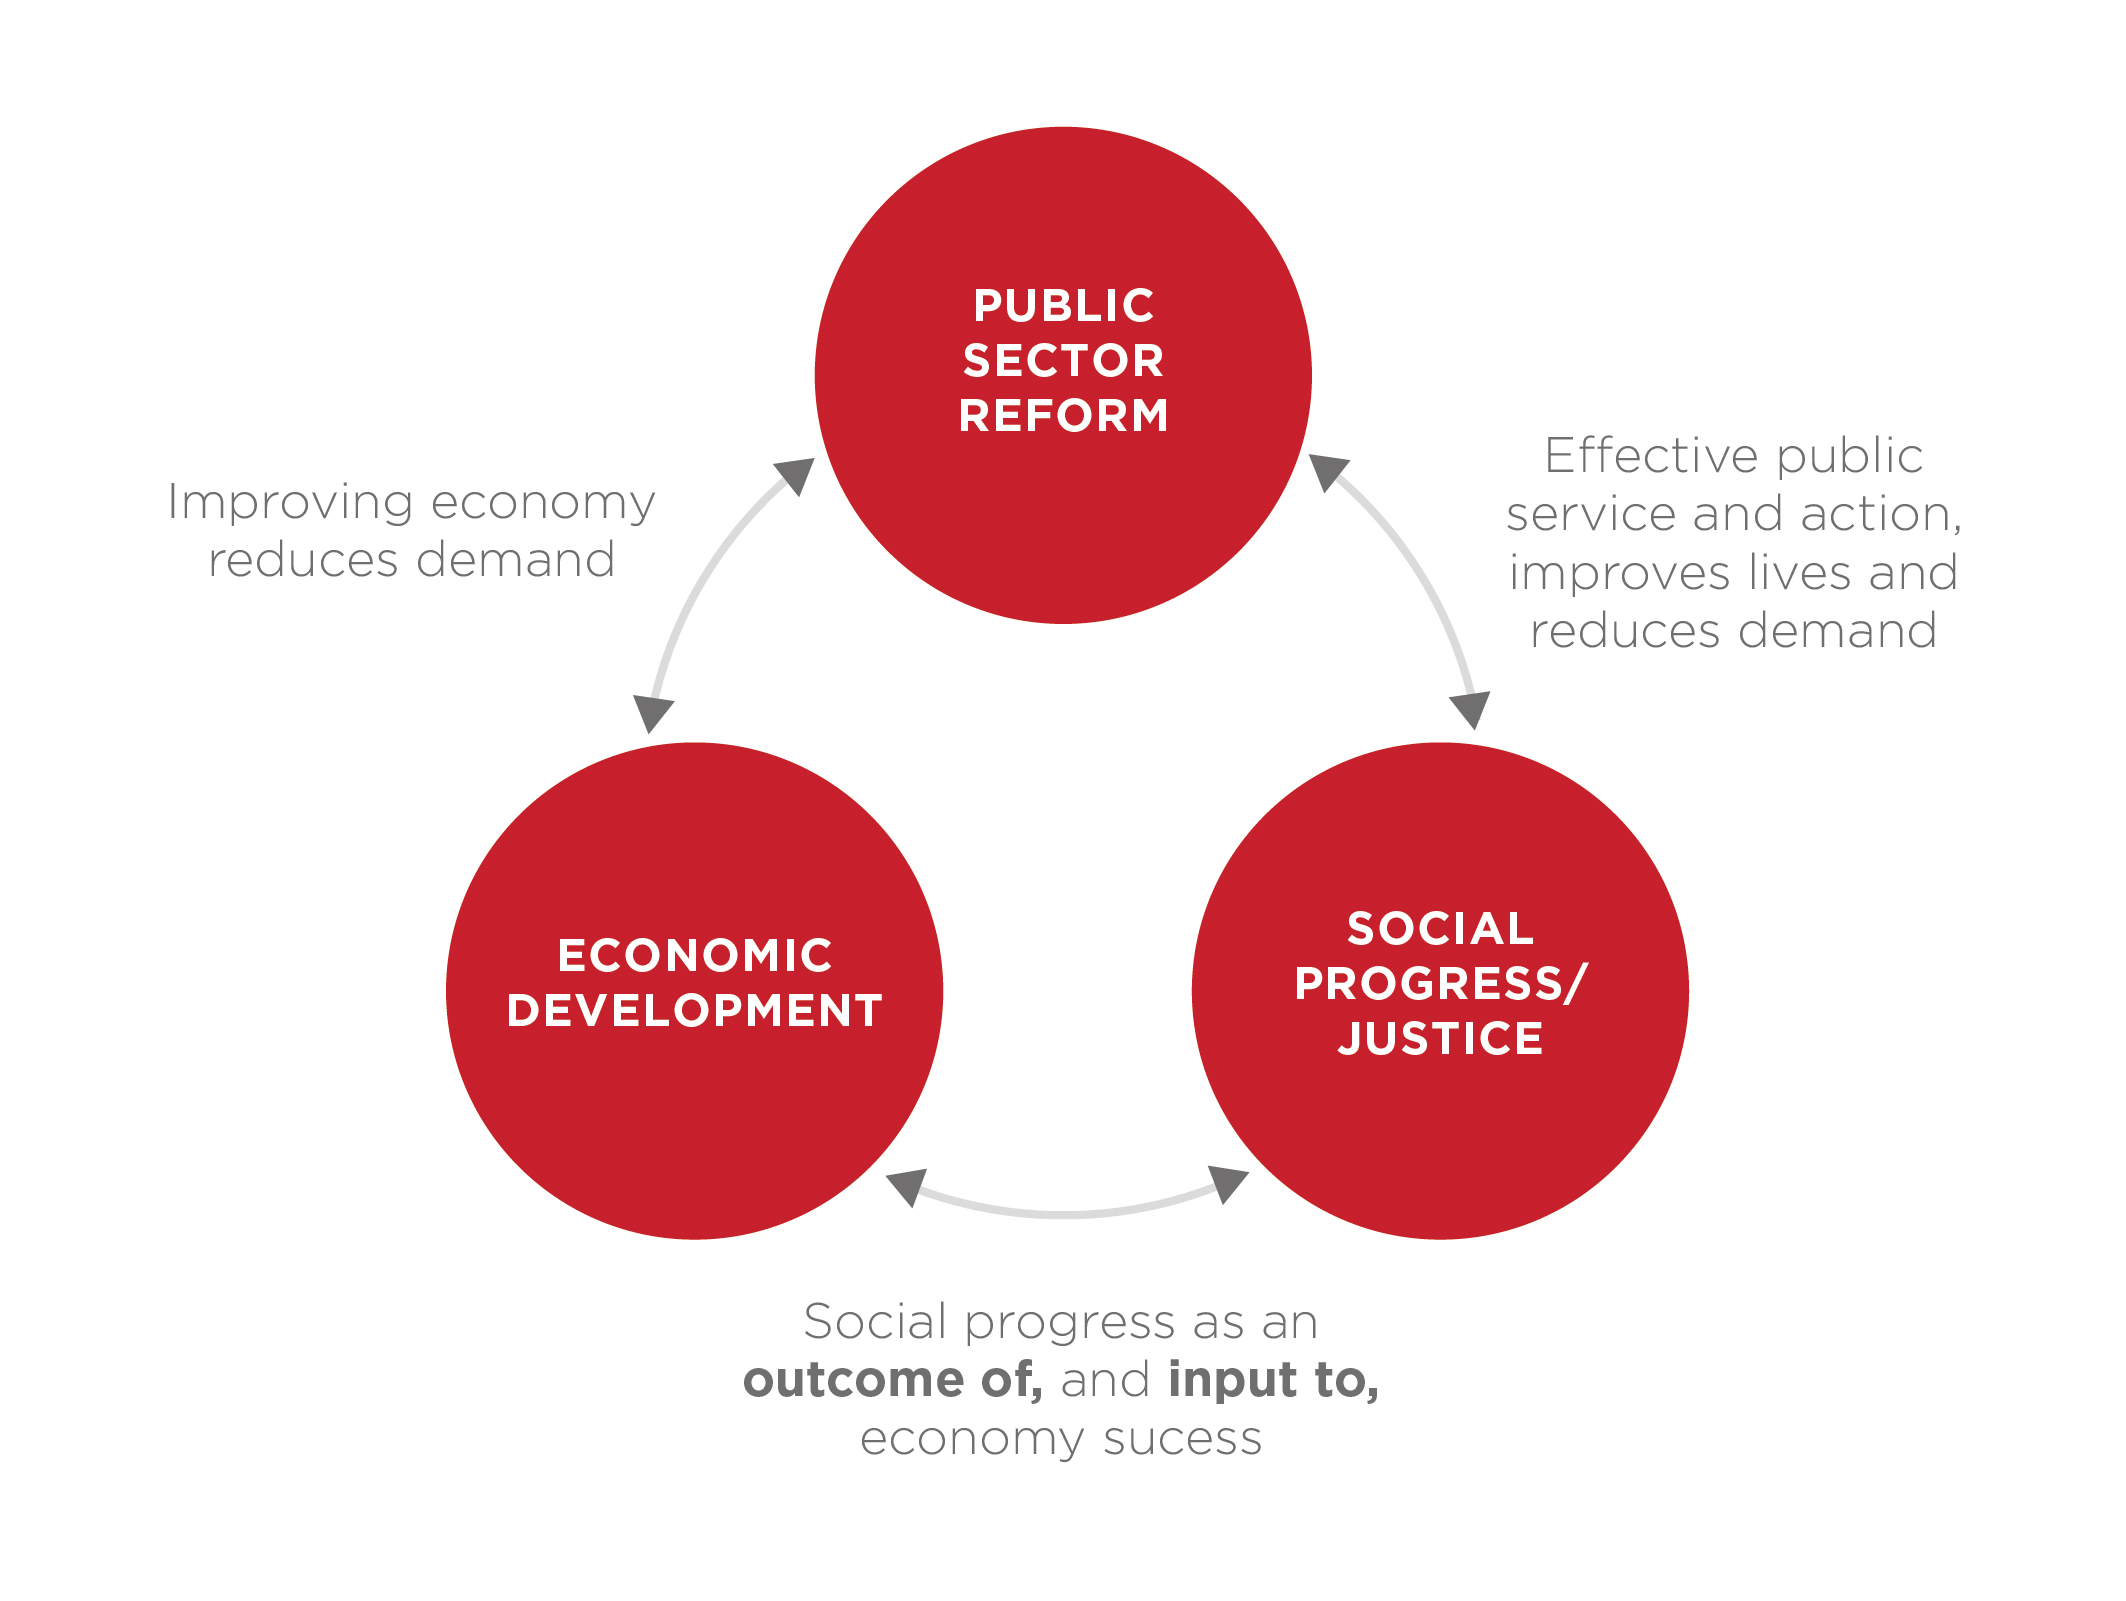 PUBLIC
SECTOR
REFORM
Improving economy
reduces demand
Effective public
service and action,
improves lives and
reduces demand
ECONOMIC
DEVELOPMENT
SOCIAL
PROGRESS/
JUSTICE
Social progress as an
outcome of, and input to,
economy sucess